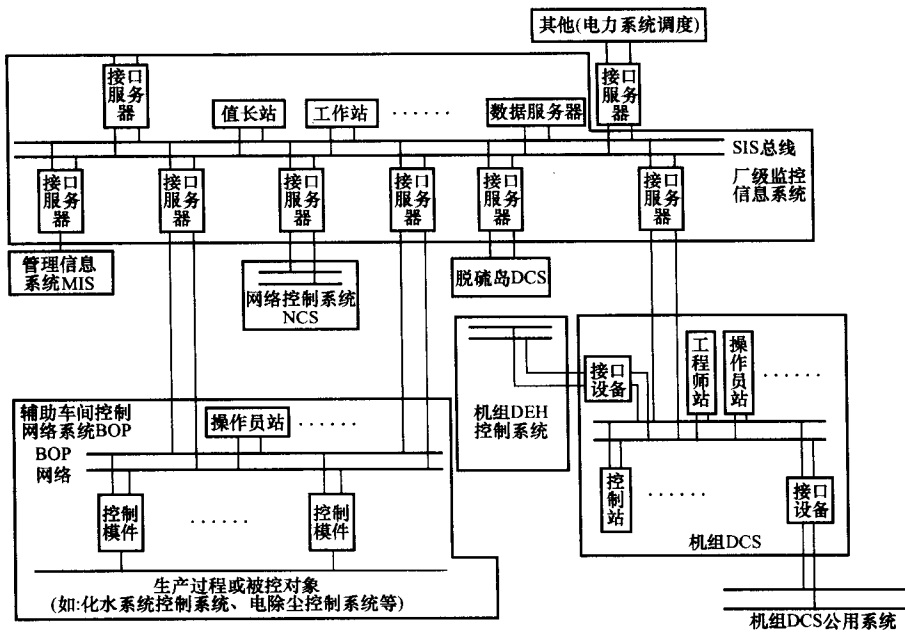 其他(电力系统调度)
接口
服务
器
接口
服务
器
值长站
工作站
······
数据服务器
SIS总线
厂级监控
信息系统
接口
服务
器
接口
服务
器
接口
服务
器
接口
服务
器
接口
服务
器
接口
服务
器
管理信息
系统MIS
网络控制系统
NCS
脱硫岛DCS
机组DEH
控制系统
接口
设备
工程师站
操作员站
······
控制站
······
接口
设备
机组DCS
机组DCS公用系统
辅助车间控制
网络系统BOP
操作员站
······
BOP
网络
控制
模件
······
控制
模件
生产过程或被控对象
(如:化水系统控制系统、电除尘控制系统等)